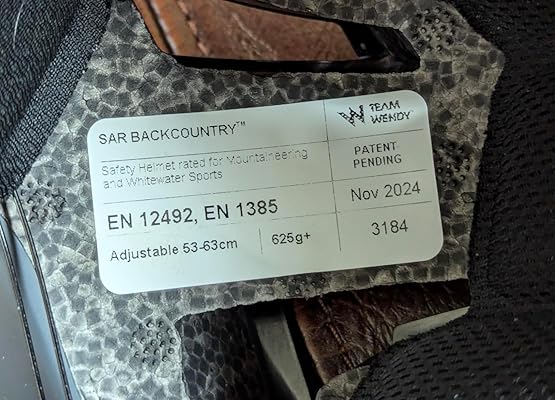 SAR BACKCOUNTRY™
TEAM
WENDY
Safety Helmet rated for Mountaineering
and Whitewater Sports
PATENT
PENDING
EN 12492, EN 1385
Nov 2024
Adjustable 53-63cm
625g+
3184